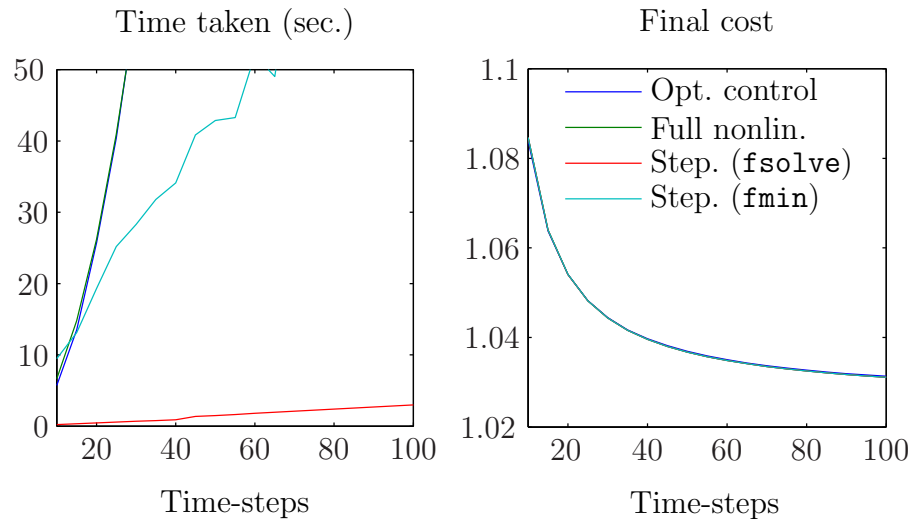 Time taken (sec.)
50
40
30
20
10
0
20 40 60 80 100
Time-steps
Final cost
1.1
1.08
1.06
1.04
1.02
Opt. control
Full nonlin.
Step. (fsolve)
Step. (fmin)
20 40 60 80 100
Time-steps